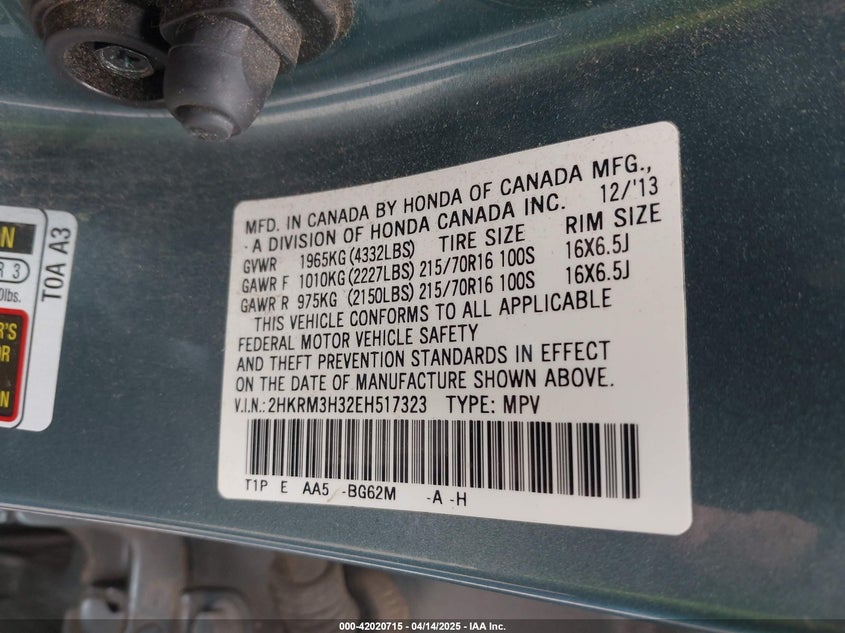 MFD. IN CANADA BY HONDA OF CANADA MFG.,
A DIVISION OF HONDA CANADA INC. 12/'13
GVWR 1965KG (4332LBS) TIRE SIZE RIM SIZE
GAWR F 1010KG (2227LBS) 215/70R16 100S 16X6.5J
GAWR R 975KG (2150LBS) 215/70R16 100S 16X6.5J
THIS VEHICLE CONFORMS TO ALL APPLICABLE
FEDERAL MOTOR VEHICLE SAFETY
AND THEFT PREVENTION STANDARDS IN EFFECT
ON THE DATE OF MANUFACTURE SHOWN ABOVE.
V.I.N.: 2HKRM3H32EH517323 TYPE: MPV
T1P E AA5 -BG62M -A -H
T0A A3
N
R 3
0lbs.
R'S
OR
N
000-42020715 - 04/14/2025 - IAA Inc.